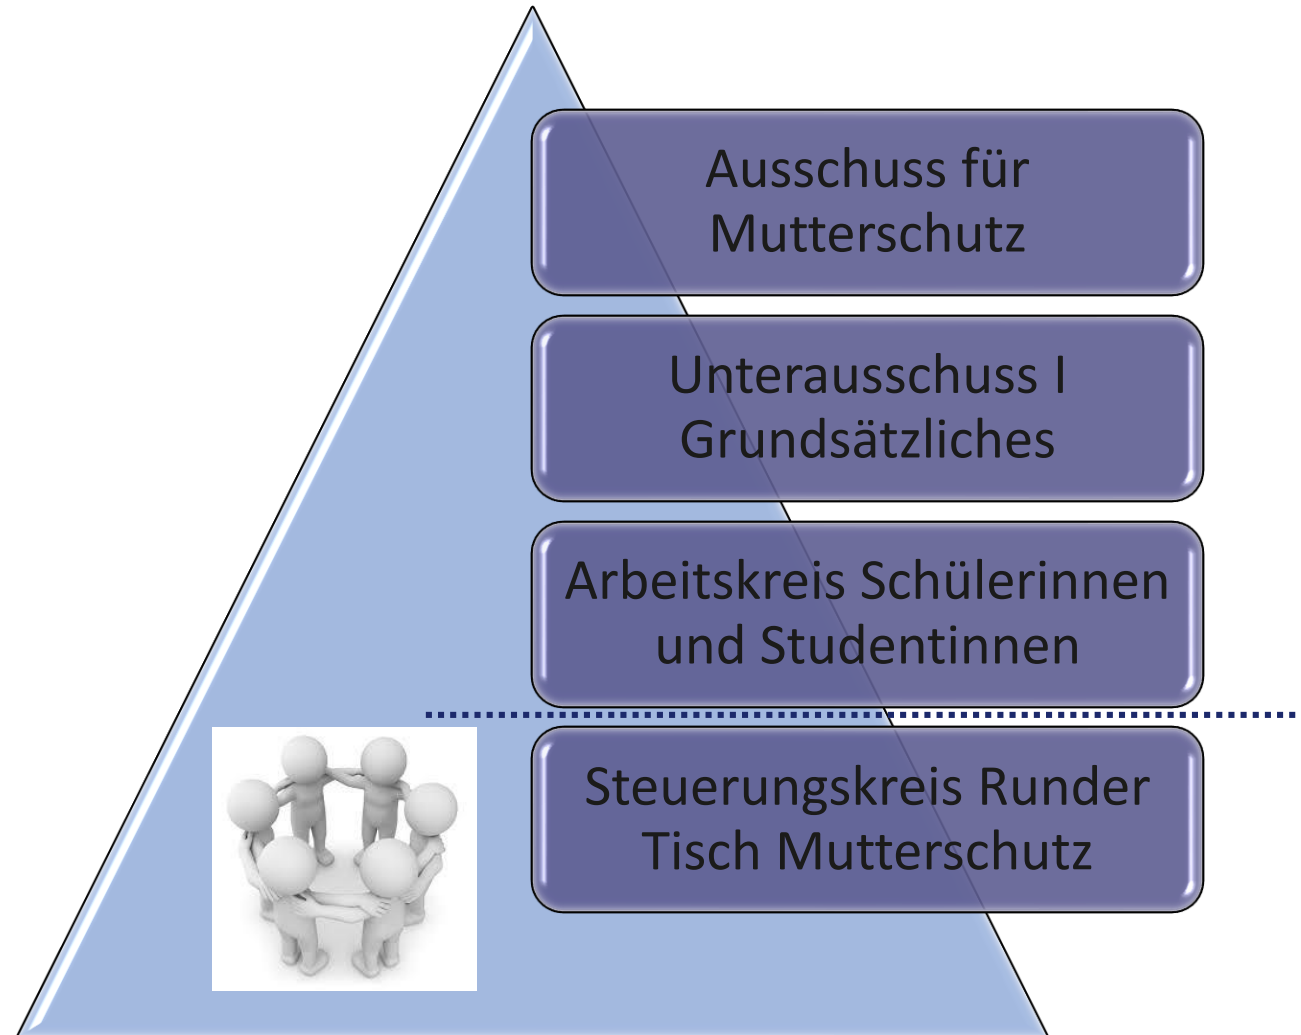 Ausschuss für
Mutterschutz
Unterausschuss I
Grundsätzliches
Arbeitskreis Schülerinnen
und Studentinnen
Steuerungskreis Runder
Tisch Mutterschutz